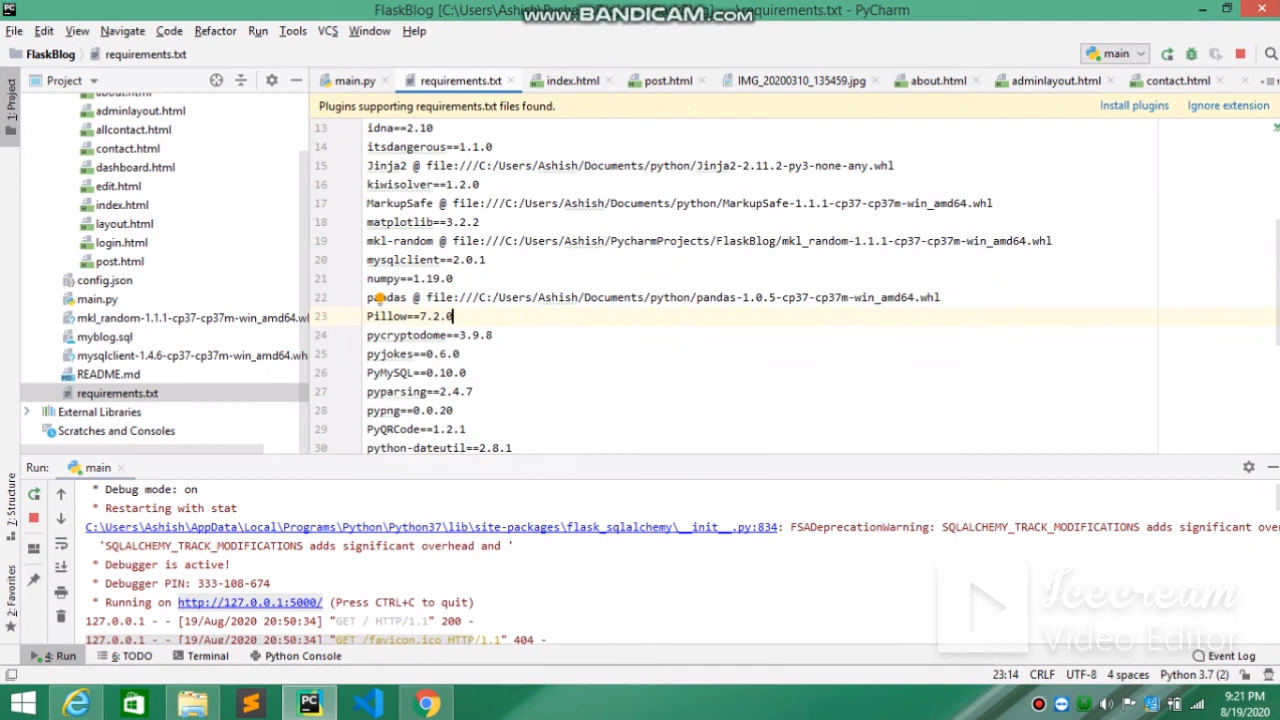 FlaskBlog [C:\Users\Ashish\Pych
\requirements.txt - PyCharm
www.BANDICAM.com
File Edit View Navigate Code Refactor Run Tools VCS Window Help
FlaskBlog requirements.txt
main
Project main.py requirements.txt index.html post.html IMG_20200310_135459.jpg about.html adminlayout.html contact.html
Plugins supporting requirements.txt files found. Install plugins Ignore extension
1: Project
about.html
adminlayout.html
allcontact.html
contact.html
dashboard.html
edit.html
index.html
layout.html
login.html
post.html
config.json
main.py
mkl_random-1.1.1-cp37-cp37m-win_amd64.wh
myblog.sql
mysqlclient-1.4.6-cp37-cp37m-win_amd64.wh
README.md
requirements.txt
External Libraries
Scratches and Consoles
13 idna==2.10
14 itsdangerous==1.1.0
15 Jinja2 @ file:///C:/Users/Ashish/Documents/python/Jinja2-2.11.2-py3-none-any.whl
16 kiwisolver==1.2.0
17 MarkupSafe @ file:///C:/Users/Ashish/Documents/python/MarkupSafe-1.1.1-cp37-cp37m-win_amd64.whl
18 matplotlib==3.2.2
19 mkl-random @ file:///C:/Users/Ashish/PycharmProjects/FlaskBlog/mkl_random-1.1.1-cp37-cp37m-win_amd64.whl
20 mysqlclient==2.0.1
21 numpy==1.19.0
22 pandas @ file:///C:/Users/Ashish/Documents/python/pandas-1.0.5-cp37-cp37m-win_amd64.whl
23 Pillow==7.2.0
24 pycryptodome==3.9.8
25 pyjokes==0.6.0
26 PyMySQL==0.10.0
27 pyparsing==2.4.7
28 pypng==0.0.20
29 PyQRCode==1.2.1
30 python-dateutil==2.8.1
Run: main
7: Structure
2: Favorites
* Debug mode: on
* Restarting with stat
C:\Users\Ashish\AppData\Local\Programs\Python\Python37\lib\site-packages\flask_sqlalchemy\__init__.py:834: FSADeprecationWarning: SQLALCHEMY_TRACK_MODIFICATIONS adds significant ove
'SQLALCHEMY_TRACK_MODIFICATIONS adds significant overhead and '
* Debugger is active!
* Debugger PIN: 333-108-674
* Running on http://127.0.0.1:5000/ (Press CTRL+C to quit)
127.0.0.1 - - [19/Aug/2020 20:50:34] "GET / HTTP/1.1" 200 -
127.0.0.1 - - [19/Aug/2020 20:50:34] "GET /favicon.ico HTTP/1.1" 404 -
Icecream
Video Editor
4: Run 6: TODO Terminal Python Console Event Log
23:14 CRLF UTF-8 4 spaces Python 3.7 (2)
9:21 PM
8/19/2020